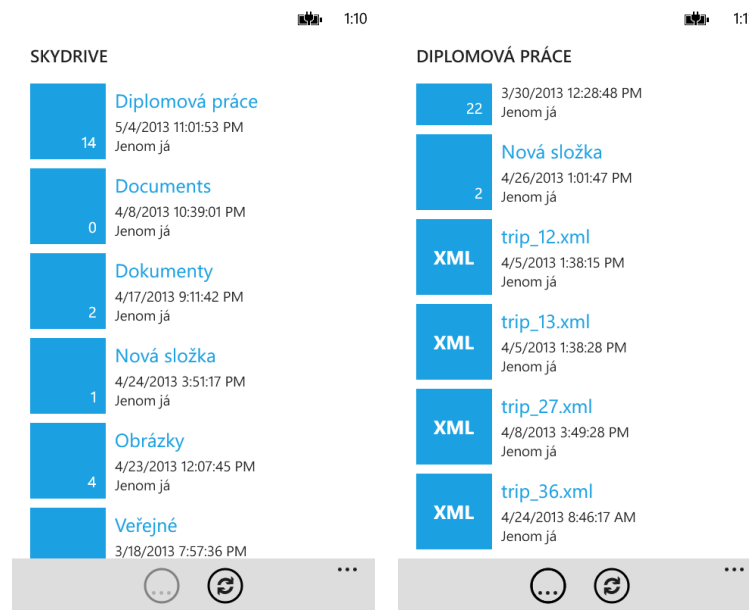 1:10
SKYDRIVE
Diplomová práce
5/4/2013 11:01:53 PM
14
Jenom já
Documents
4/8/2013 10:39:01 PM
0
Jenom já
Dokumenty
4/17/2013 9:11:42 PM
2
Jenom já
Nová složka
4/24/2013 3:51:17 PM
1
Jenom já
Obrázky
4/23/2013 12:07:45 PM
4
Jenom já
Veřejné
3/18/2013 7:57:36 PM
1:1
DIPLOMOVÁ PRÁCE
3/30/2013 12:28:48 PM
22
Jenom já
Nová složka
4/26/2013 1:01:47 PM
2
Jenom já
trip_12.xml
XML
4/5/2013 1:38:15 PM
Jenom já
trip_13.xml
XML
4/5/2013 1:38:28 PM
Jenom já
trip_27.xml
XML
4/8/2013 3:49:28 PM
Jenom já
trip_36.xml
XML
4/24/2013 8:46:17 AM
Jenom já